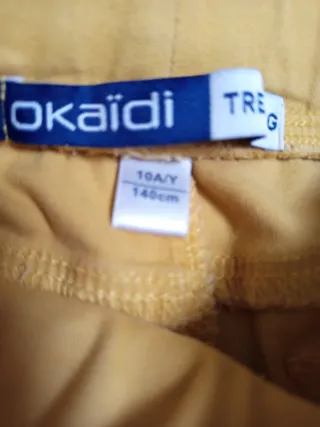 okaïdi
TRE
G
10A/Y
140cm